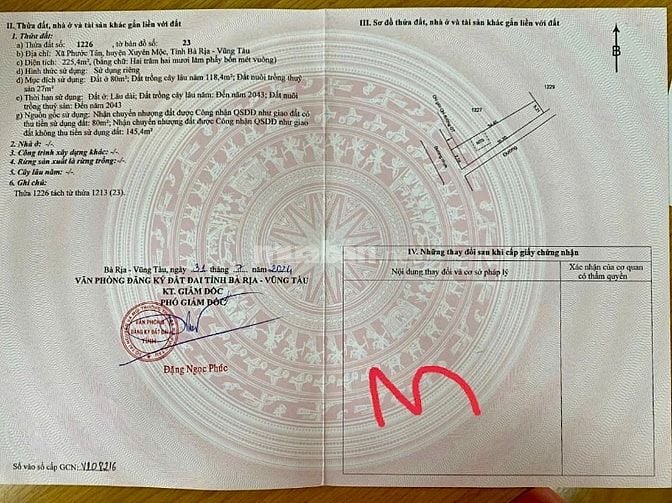 II. Thửa đất, nhà ở và tài sản khác gắn liền với đất
1. Thửa đất:
a) Thửa đất số: 1226 , tờ bản đồ số: 23
b) Địa chỉ: Xã Phước Tân, huyện Xuyên Mộc, Tỉnh Bà Rịa - Vũng Tàu
c) Diện tích: 225,4m² (bằng chữ: Hai trăm hai mươi lăm phẩy bốn mét vuông)
d) Hình thức sử dụng: Sử dụng riêng
đ) Mục đích sử dụng: Đất ở 80m²; Đất trồng cây lâu năm 118,4m²; Đất nuôi trồng thuỷ
sản 27m²
e) Thời hạn sử dụng: Đất ở: Lâu dài; Đất trồng cây lâu năm: Đến năm 2043; Đất nuôi
trồng thuỷ sản: Đến năm 2043
g) Nguồn gốc sử dụng: Nhận chuyển nhượng đất được Công nhận QSDĐ như giao đất có
thu tiền sử dụng đất: 80m²; Nhận chuyển nhượng đất được Công nhận QSDĐ như giao
đất không thu tiền sử dụng đất: 145,4m²
2. Nhà ở: -/-
3. Công trình xây dựng khác: -/-
4. Rừng sản xuất là rừng trồng: -/-
5. Cây lâu năm: -/-
6. Ghi chú:
Thửa 1226 tách từ thửa 1213 (23).
Bà Rịa - Vũng Tàu, ngày 31 tháng 7 năm 2024
VĂN PHÒNG ĐĂNG KÝ ĐẤT ĐAI TỈNH BÀ RỊA - VŨNG TÀU
KT. GIÁM ĐỐC
PHÓ GIÁM ĐỐC
VĂN PHÒNG
ĐĂNG KÝ ĐẤT ĐAI
TỈNH
Đặng Ngọc Phúc
Số vào sổ cấp GCN:
III. Sơ đồ thửa đất, nhà ở và tài sản khác gắn liền với đất
B
1229
1227
Đường
IV. Những thay đổi sau khi cấp giấy chứng nhận
Nội dung thay đổi và cơ sở pháp lý
Xác nhận của cơ quan
có thẩm quyền